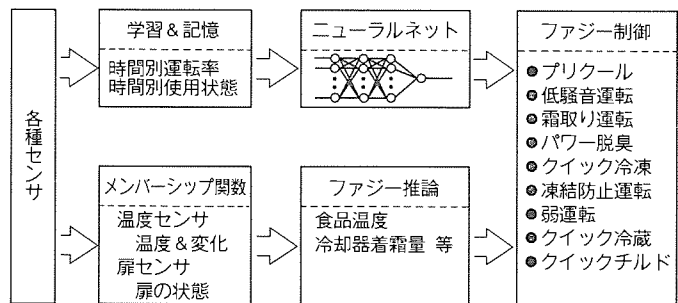 各種センサ
学習＆記憶
時間別運転率
時間別使用状態
ニューラルネット
メンバーシップ関数
温度センサ
温度＆変化
扉センサ
扉の状態
ファジー推論
食品温度
冷却器着霜量 等
ファジー制御
プリクール
低騒音運転
霜取り運転
パワー脱臭
クイック冷凍
凍結防止運転
弱運転
クイック冷蔵
クイックチルド